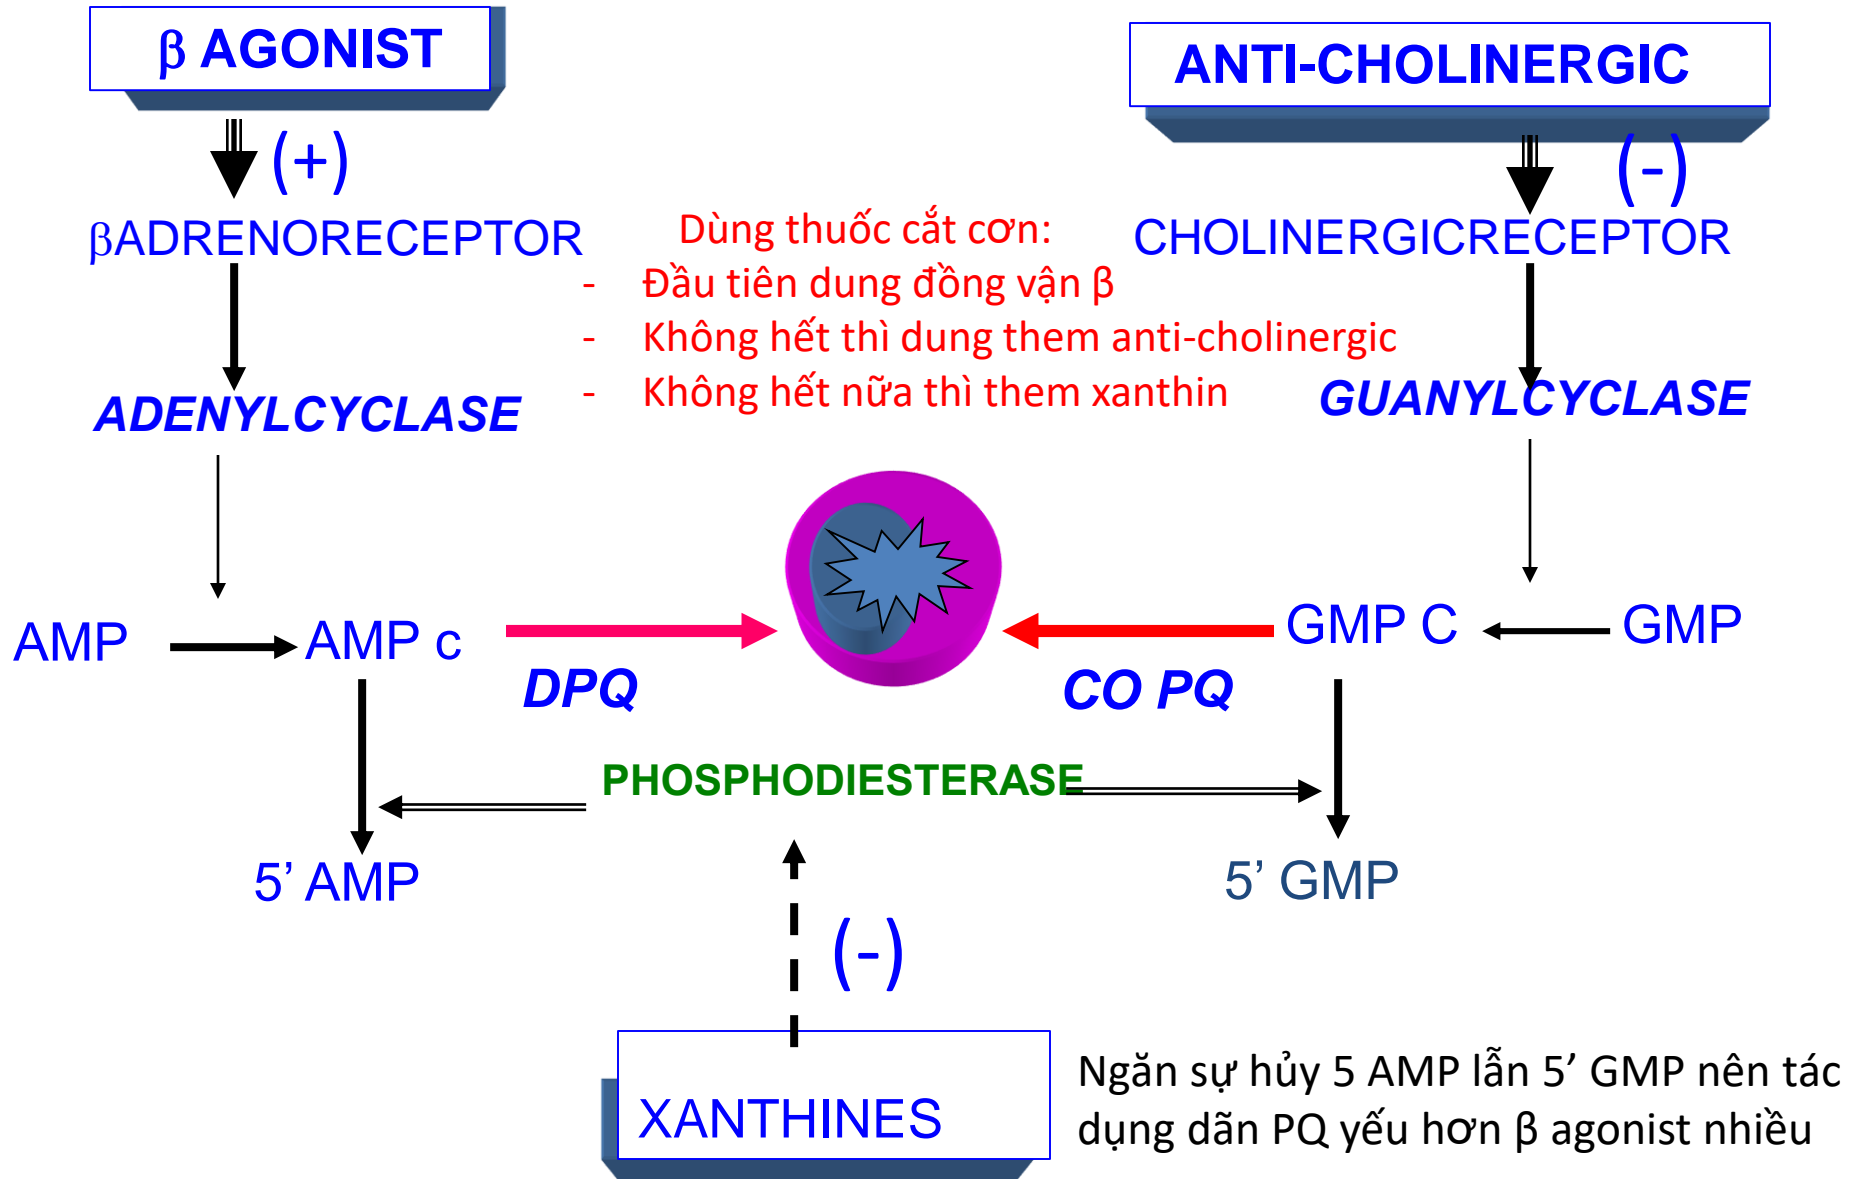 β AGONIST
ANTI-CHOLINERGIC
(+)
(-)
βADRENORECEPTOR
CHOLINERGICRECEPTOR
Dùng thuốc cắt cơn:
- Đầu tiên dung đồng vận β
- Không hết thì dung them anti-cholinergic
- Không hết nữa thì them xanthin
ADENYLCYCLASE
GUANYLCYCLASE
AMP
AMP c
GMP C
GMP
DPQ
CO PQ
PHOSPHODIESTERASE
5’ AMP
5’ GMP
(-)
XANTHINES
Ngăn sự hủy 5 AMP lẫn 5’ GMP nên tác
dụng dãn PQ yếu hơn β agonist nhiều